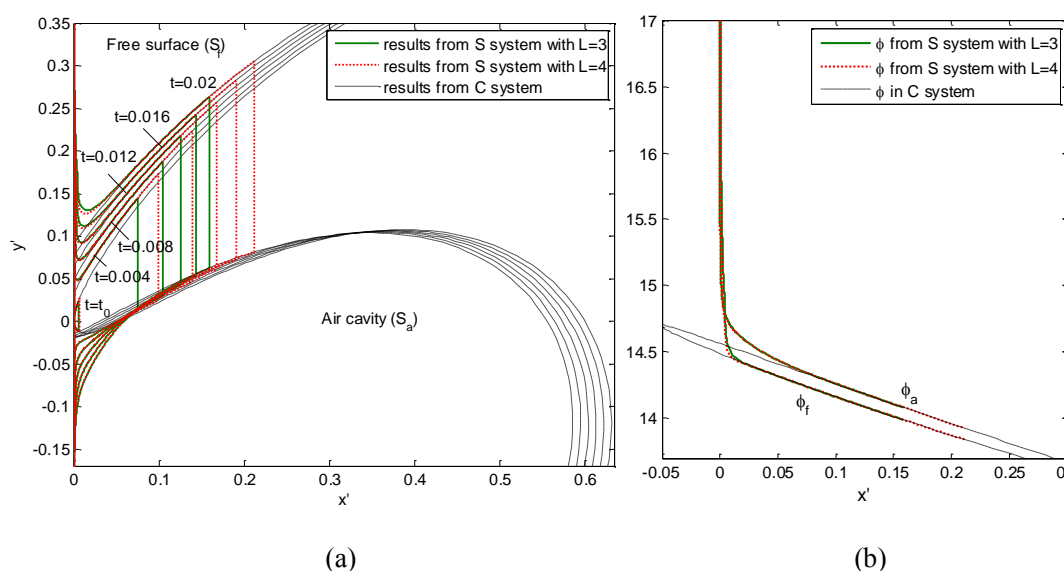 0.35
0.3
0.25
0.2
0.15
0.1
0.05
0
-0.05
-0.1
-0.15
y'
0
0.1
0.2
0.3
0.4
0.5
0.6
x'
Free surface (Sf)
results from S system with L=3
results from S system with L=4
results from C system
t=0.02
t=0.016
t=0.012
t=0.008
t=0.004
t=t0
Air cavity (Sa)
(a)
17
16.5
16
15.5
15
14.5
14
-0.05
0
0.05
0.1
0.15
0.2
0.25
x'
ϕ from S system with L=3
ϕ from S system with L=4
ϕ in C system
ϕa
ϕf
(b)